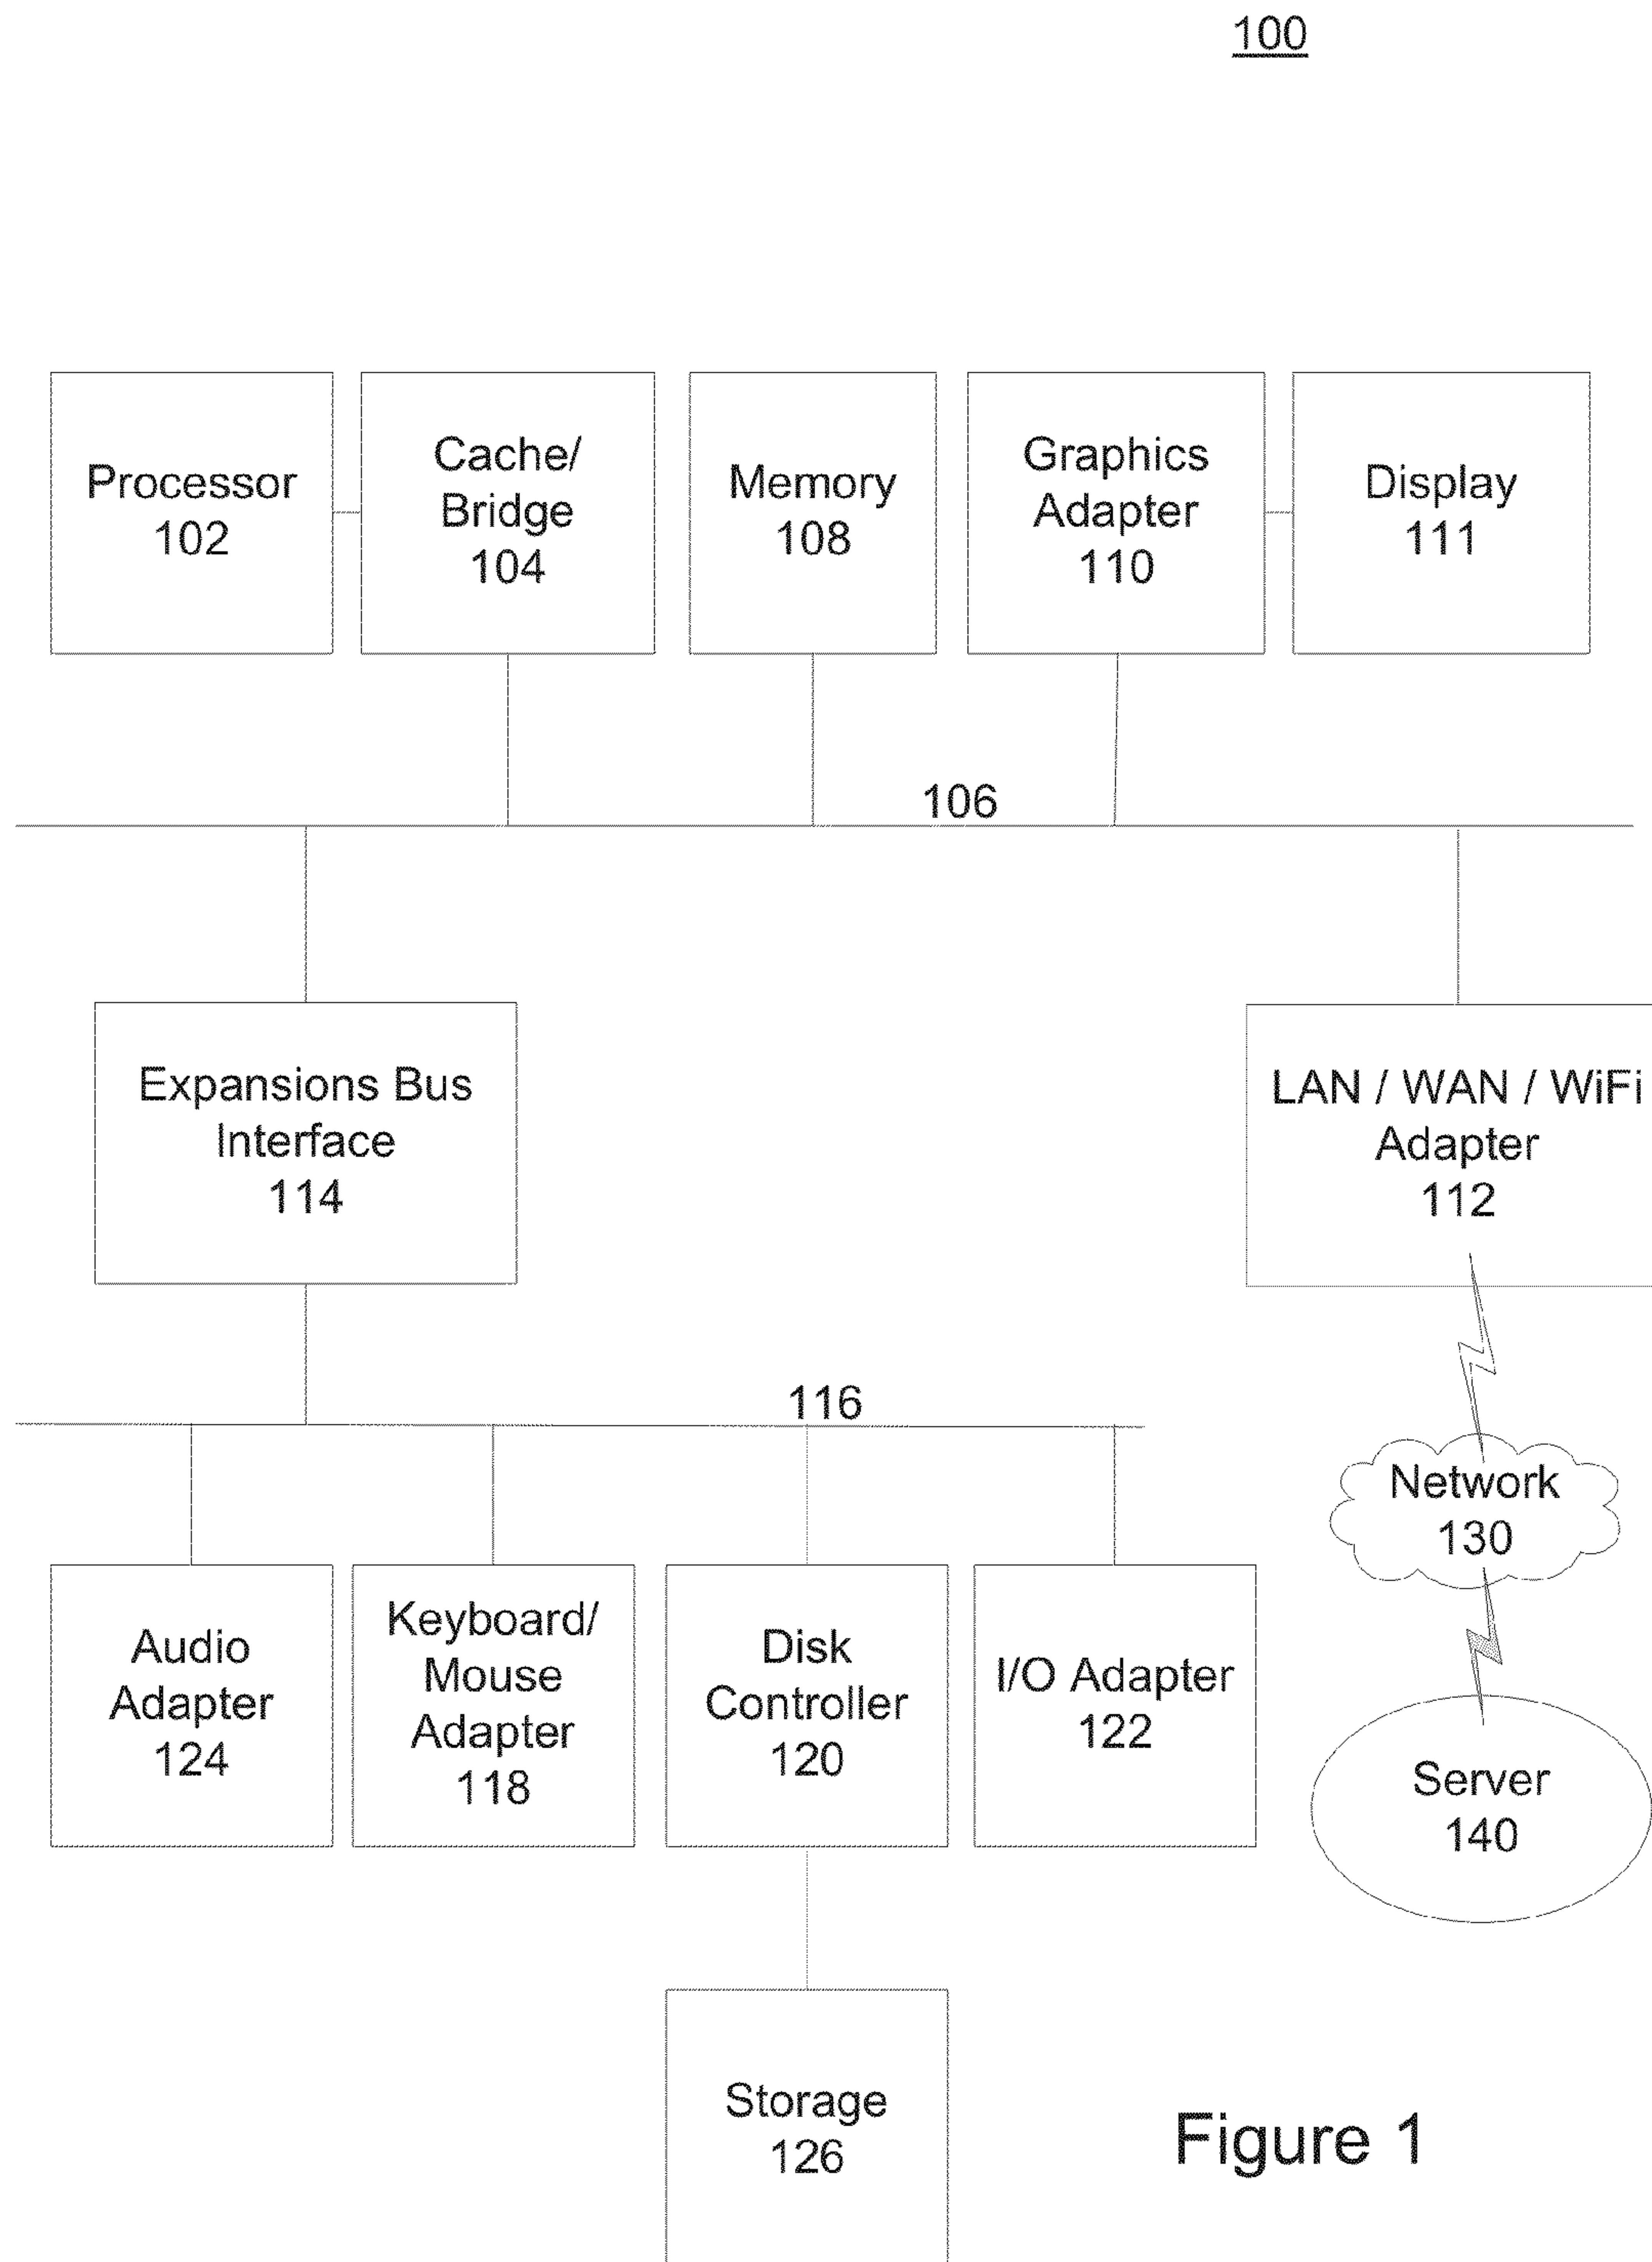 100
Processor
102
Cache/
Bridge
104
Memory
108
Graphics
Adapter
110
Display
111
106
Expansions Bus
Interface
114
LAN / WAN / WiFi
Adapter
112
116
Network
130
Audio
Adapter
124
Keyboard/
Mouse
Adapter
118
Disk
Controller
120
I/O Adapter
122
Server
140
Storage
126
Figure 1